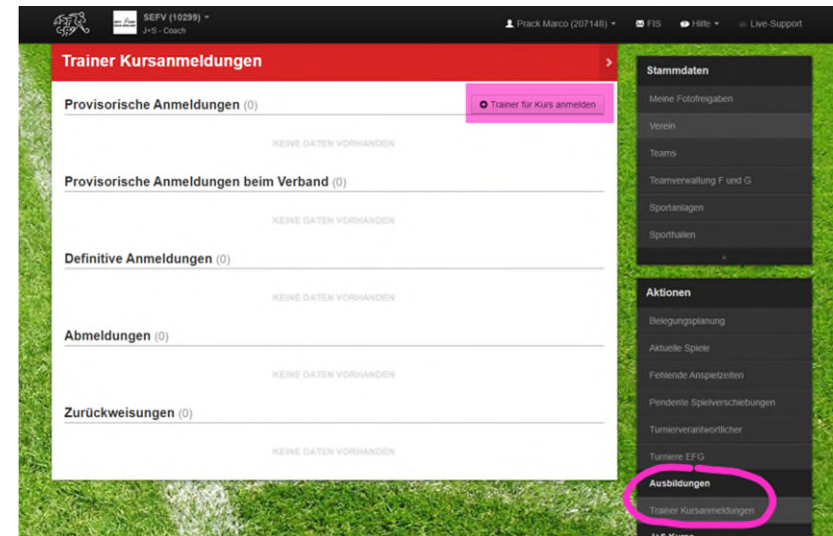 SEFV (10299)
J+S - Coach
Prack Marco (207148)
FIS
Hilfe
Live-Support
Trainer Kursanmeldungen
Provisorische Anmeldungen (0)
Trainer für Kurs anmelden
KEINE DATEN VORHANDEN
Provisorische Anmeldungen beim Verband (0)
KEINE DATEN VORHANDEN
Definitive Anmeldungen (0)
KEINE DATEN VORHANDEN
Abmeldungen (0)
KEINE DATEN VORHANDEN
Zurückweisungen (0)
KEINE DATEN VORHANDEN
Stammdaten
Meine Fotofreigaben
Verein
Teams
Teamverwaltung F und G
Sportanlagen
Sporthallen
Aktionen
Belegungsplanung
Aktuelle Spiele
Fehlende Anspielzeiten
Pendente Spielverschiebungen
Turnierverantwortlicher
Turniere EFG
Ausbildungen
Trainer Kursanmeldungen
J+S Kurse